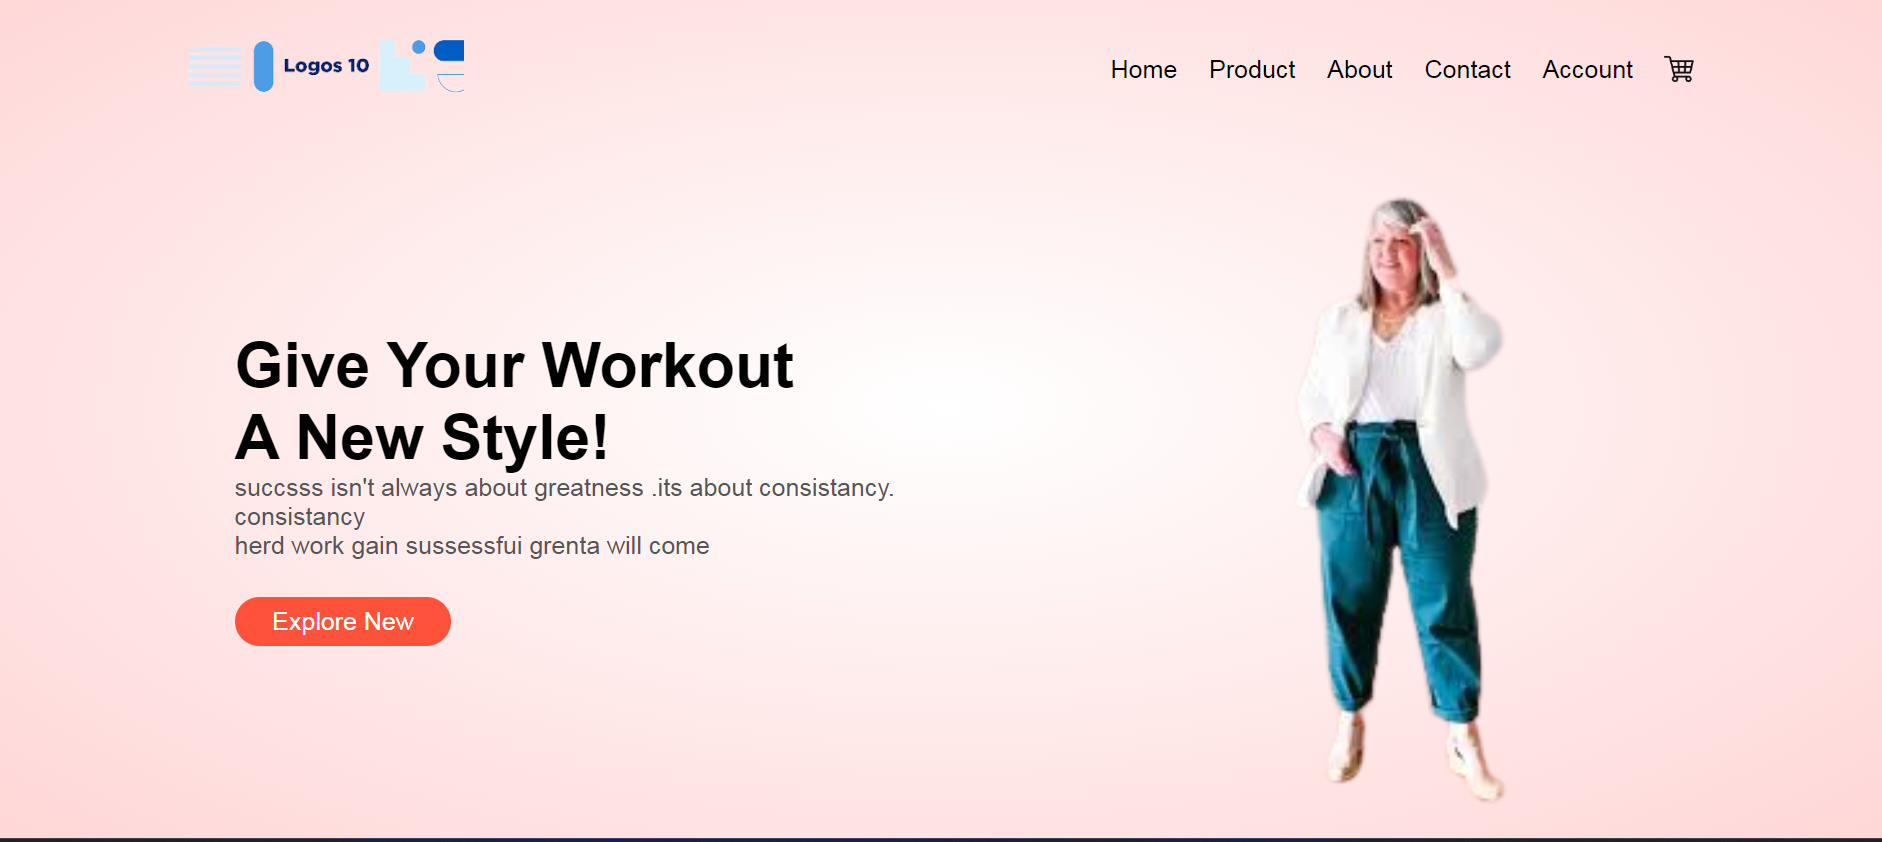 Logos 10
Home Product About Contact Account
Give Your Workout
A New Style!
succsss isn't always about greatness .its about consistancy.
consistancy
herd work gain sussessfui grenta will come
Explore New